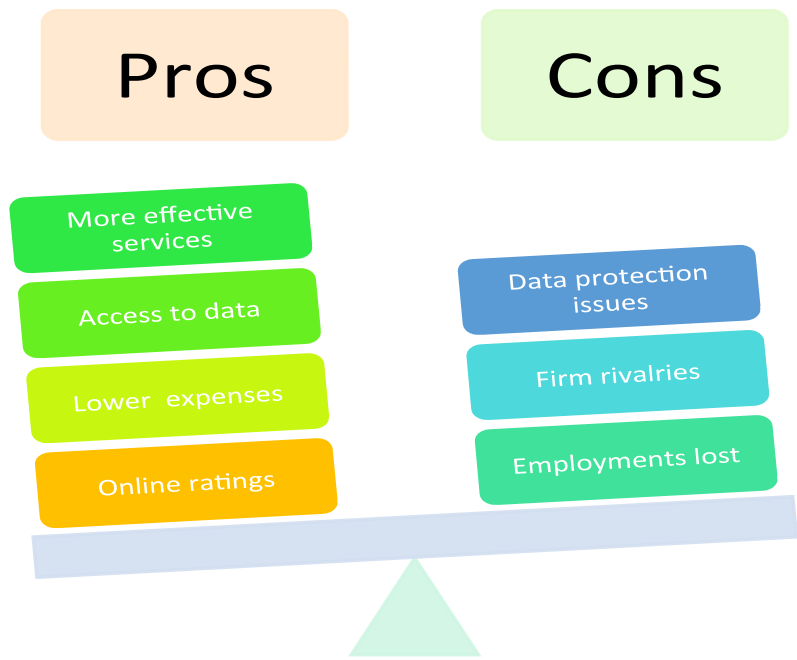 Pros
Cons
More effective
services
Access to data
Lower expenses
Online ratings
Data protection
issues
Firm rivalries
Employments lost